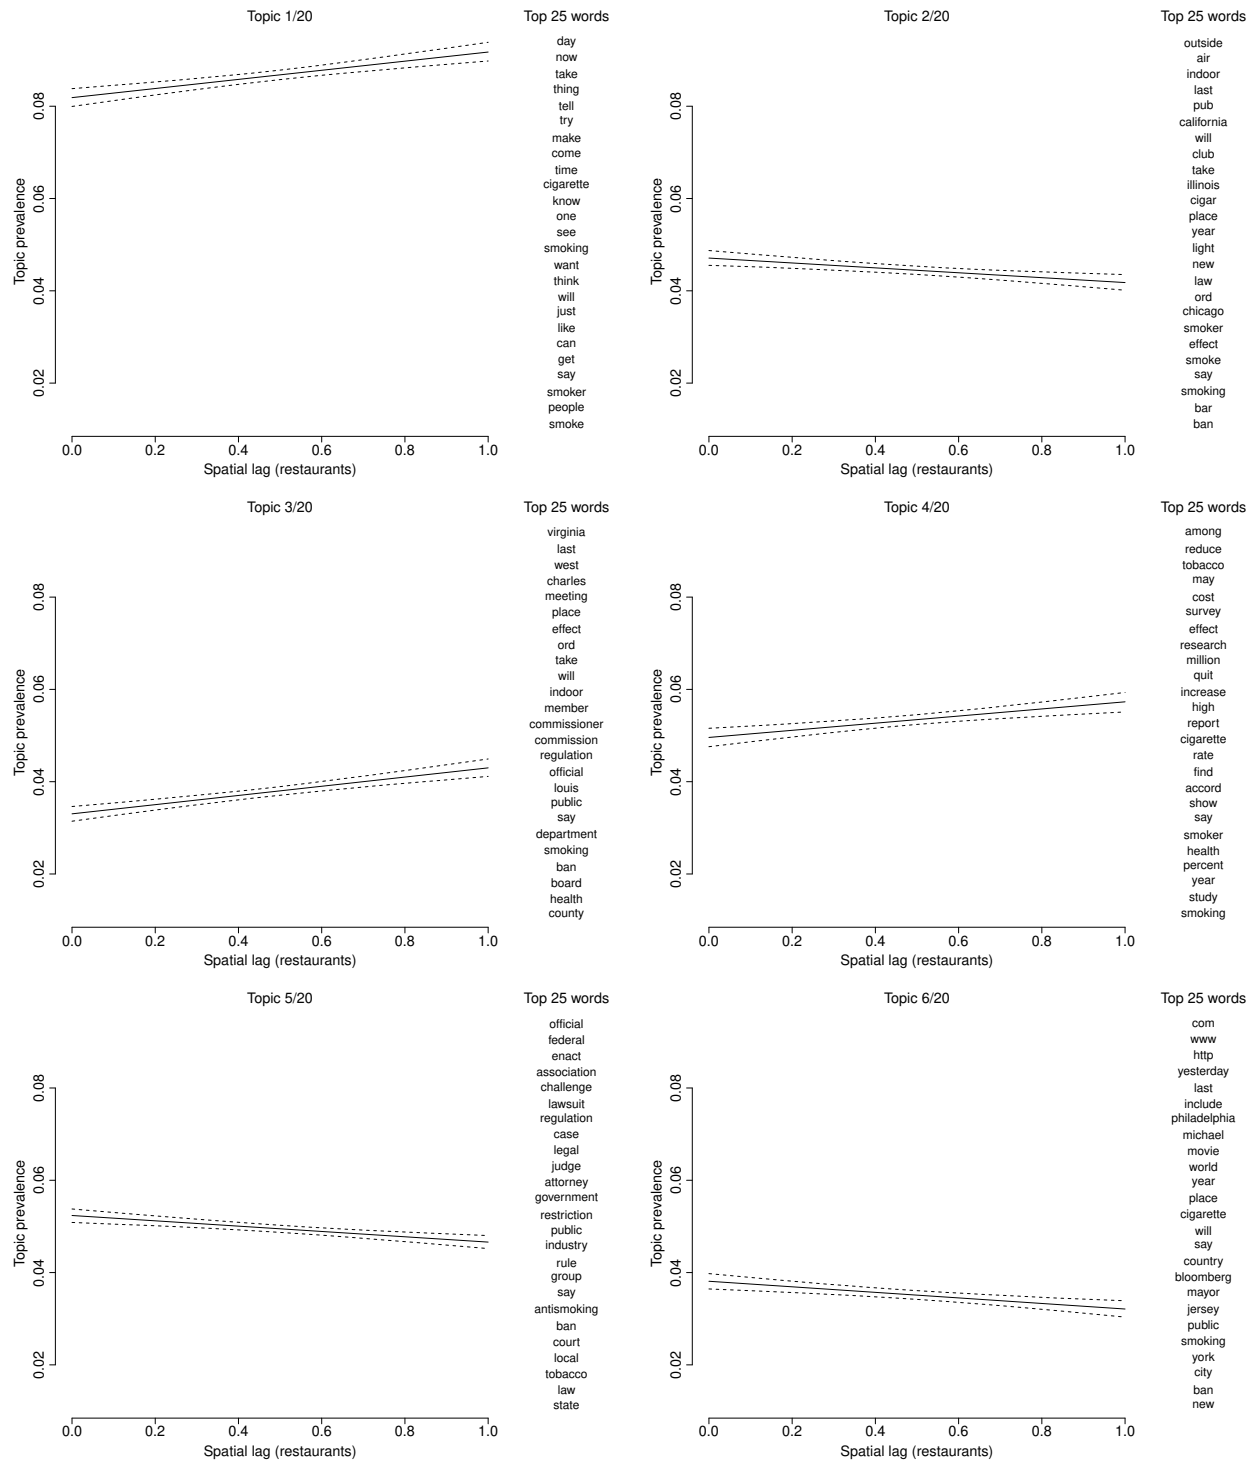 Topic 1/20
Top 25 words
day
now
take
thing
tell
try
make
come
time
cigarette
know
one
see
smoking
want
think
will
just
like
can
get
say
smoker
people
smoke
Topic prevalence
0.08
0.06
0.04
0.02
0.0 0.2 0.4 0.6 0.8 1.0
Spatial lag (restaurants)
Topic 2/20
Top 25 words
outside
air
indoor
last
pub
california
will
club
take
illinois
cigar
place
year
light
new
law
ord
chicago
smoker
effect
smoke
say
smoking
bar
ban
Topic prevalence
0.08
0.06
0.04
0.02
0.0 0.2 0.4 0.6 0.8 1.0
Spatial lag (restaurants)
Topic 3/20
Top 25 words
virginia
last
west
charles
meeting
place
effect
ord
take
will
indoor
member
commissioner
commission
regulation
official
louis
public
say
department
smoking
ban
board
health
county
Topic prevalence
0.08
0.06
0.04
0.02
0.0 0.2 0.4 0.6 0.8 1.0
Spatial lag (restaurants)
Topic 4/20
Top 25 words
among
reduce
tobacco
may
cost
survey
effect
research
million
quit
increase
high
report
cigarette
rate
find
accord
show
say
smoker
health
percent
year
study
smoking
Topic prevalence
0.08
0.06
0.04
0.02
0.0 0.2 0.4 0.6 0.8 1.0
Spatial lag (restaurants)
Topic 5/20
Top 25 words
official
federal
enact
association
challenge
lawsuit
regulation
case
legal
judge
attorney
government
restriction
public
industry
rule
group
say
antismoking
ban
court
local
tobacco
law
state
Topic prevalence
0.08
0.06
0.04
0.02
0.0 0.2 0.4 0.6 0.8 1.0
Spatial lag (restaurants)
Topic 6/20
Top 25 words
com
www
http
yesterday
last
include
philadelphia
michael
movie
world
year
place
cigarette
will
say
country
bloomberg
mayor
jersey
public
smoking
york
city
ban
new
Topic prevalence
0.08
0.06
0.04
0.02
0.0 0.2 0.4 0.6 0.8 1.0
Spatial lag (restaurants)